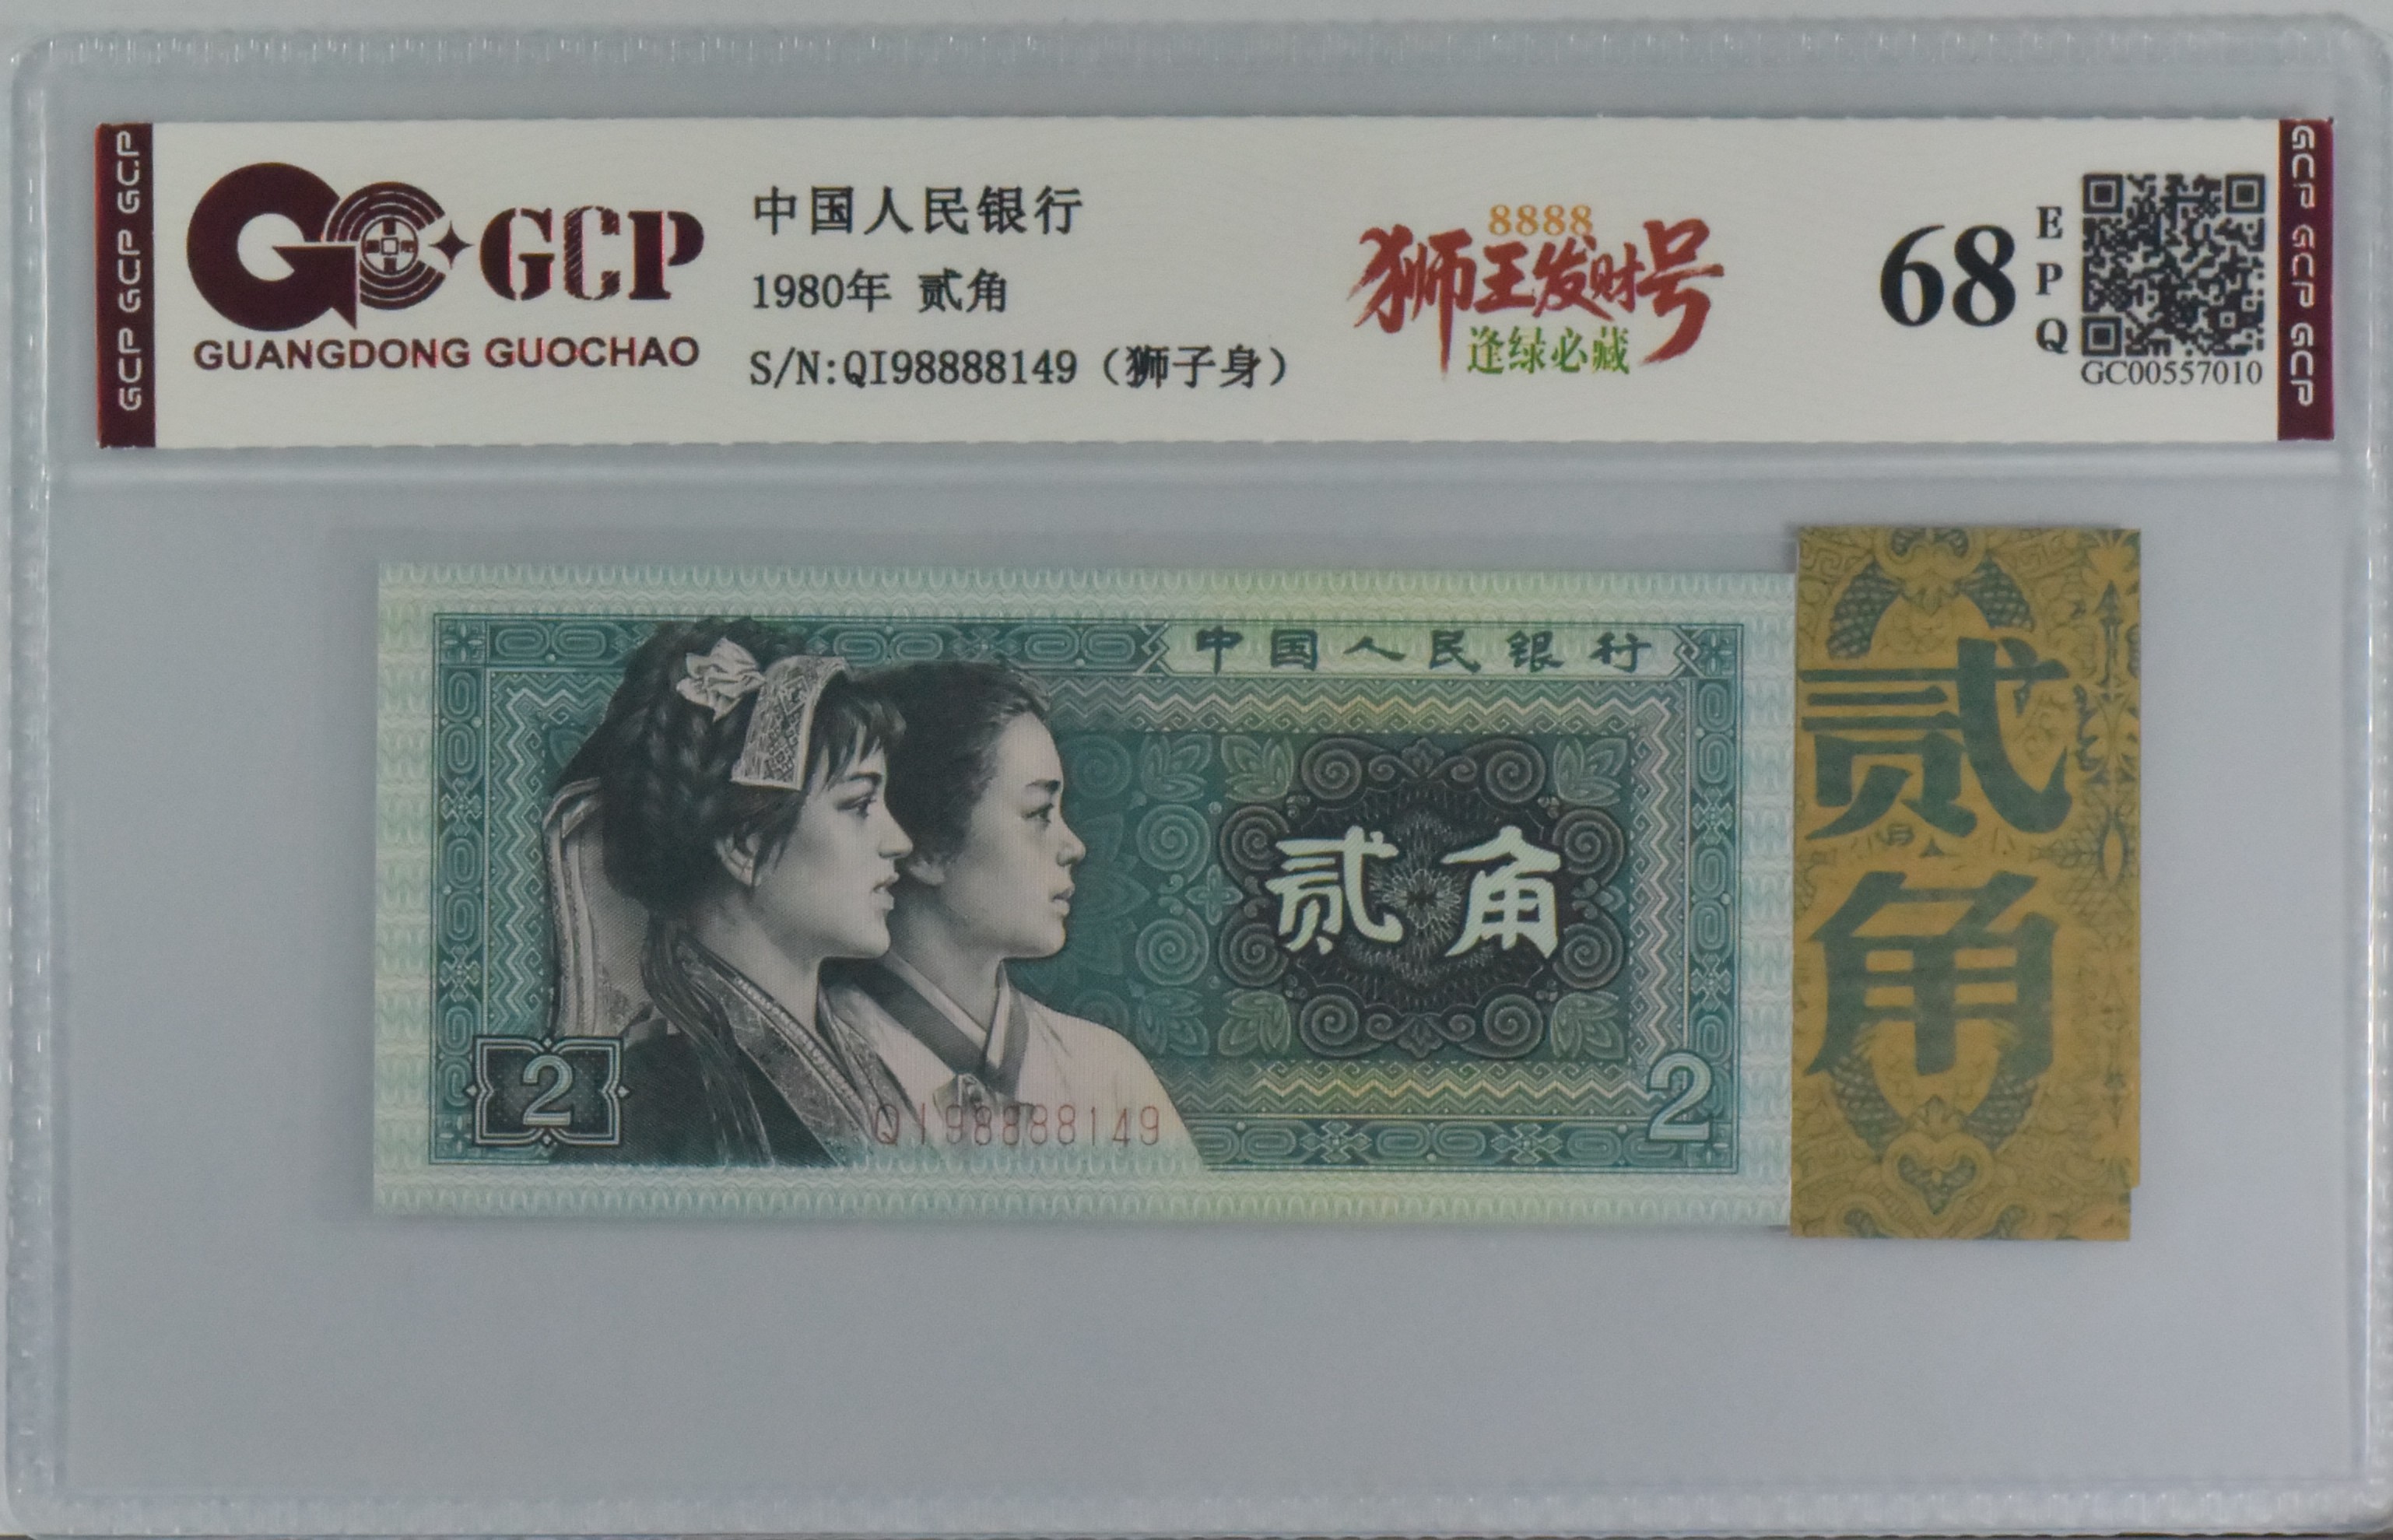 GCP GCP GCP
GCP
GUANGDONG GUOCHAO
中国人民银行
1980年 贰角
S/N:QI98888149（狮子身）
8888
狮王发财号
逢绿必藏
68
EPQ
GC00557010
GCP GCP GCP
中国人民银行
贰角
2
QI98888149
2
贰角